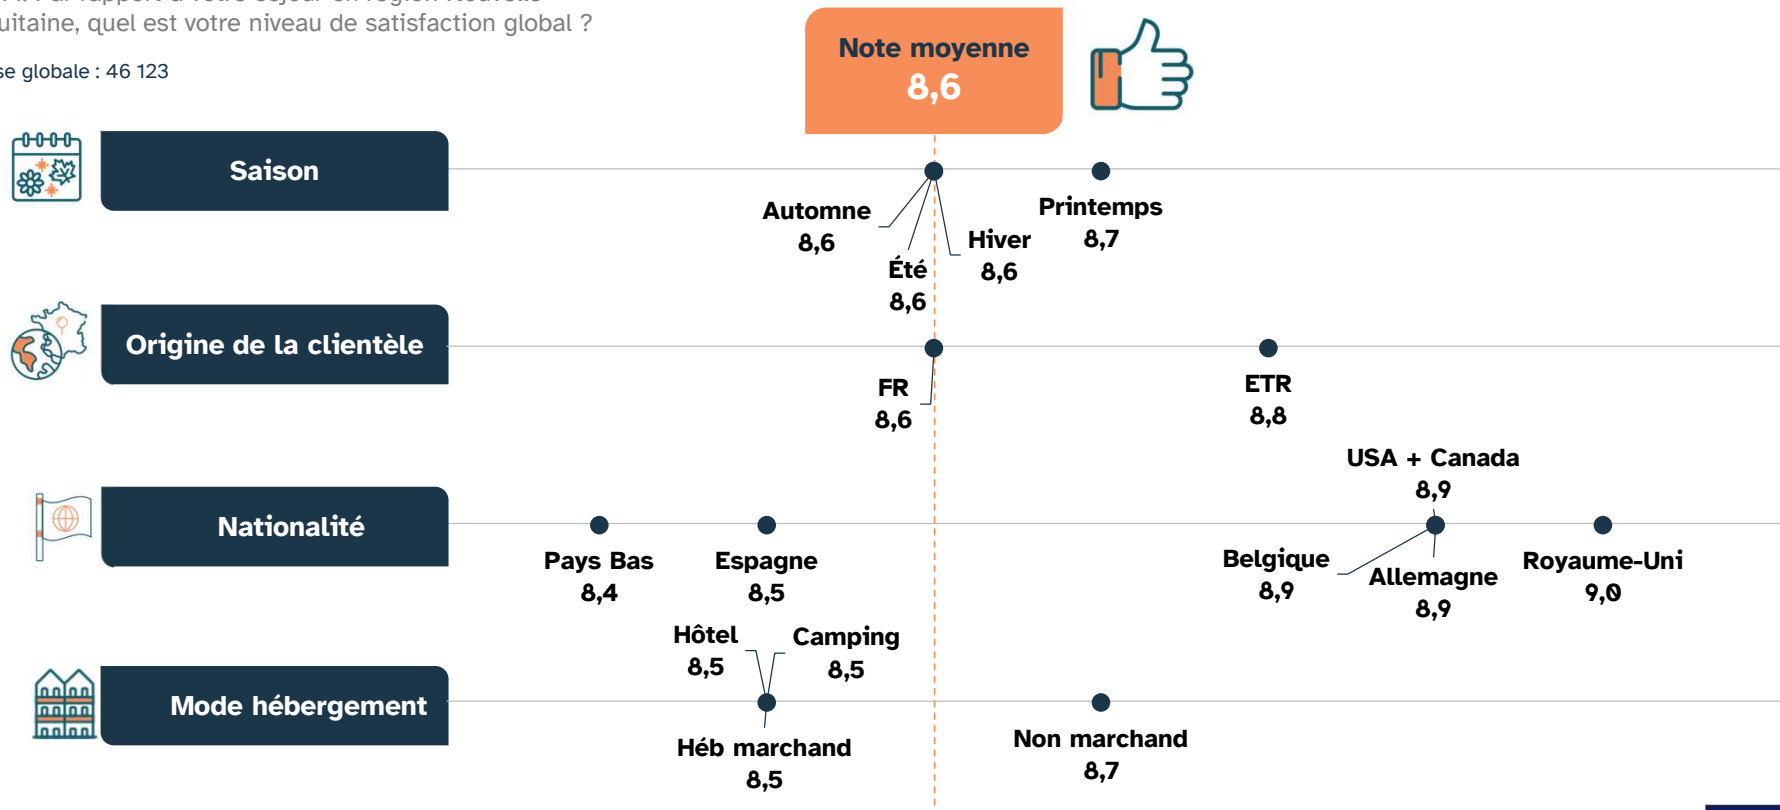 uitaine, quel est votre niveau de satisfaction global ?
se globale : 46 123
Note moyenne
8,6
Saison
Automne
8,6
Été
8,6
Hiver
8,6
Printemps
8,7
Origine de la clientèle
FR
8,6
ETR
8,8
Nationalité
Pays Bas
8,4
Espagne
8,5
USA + Canada
8,9
Belgique
8,9
Allemagne
8,9
Royaume-Uni
9,0
Mode hébergement
Hôtel
8,5
Camping
8,5
Héb marchand
8,5
Non marchand
8,7